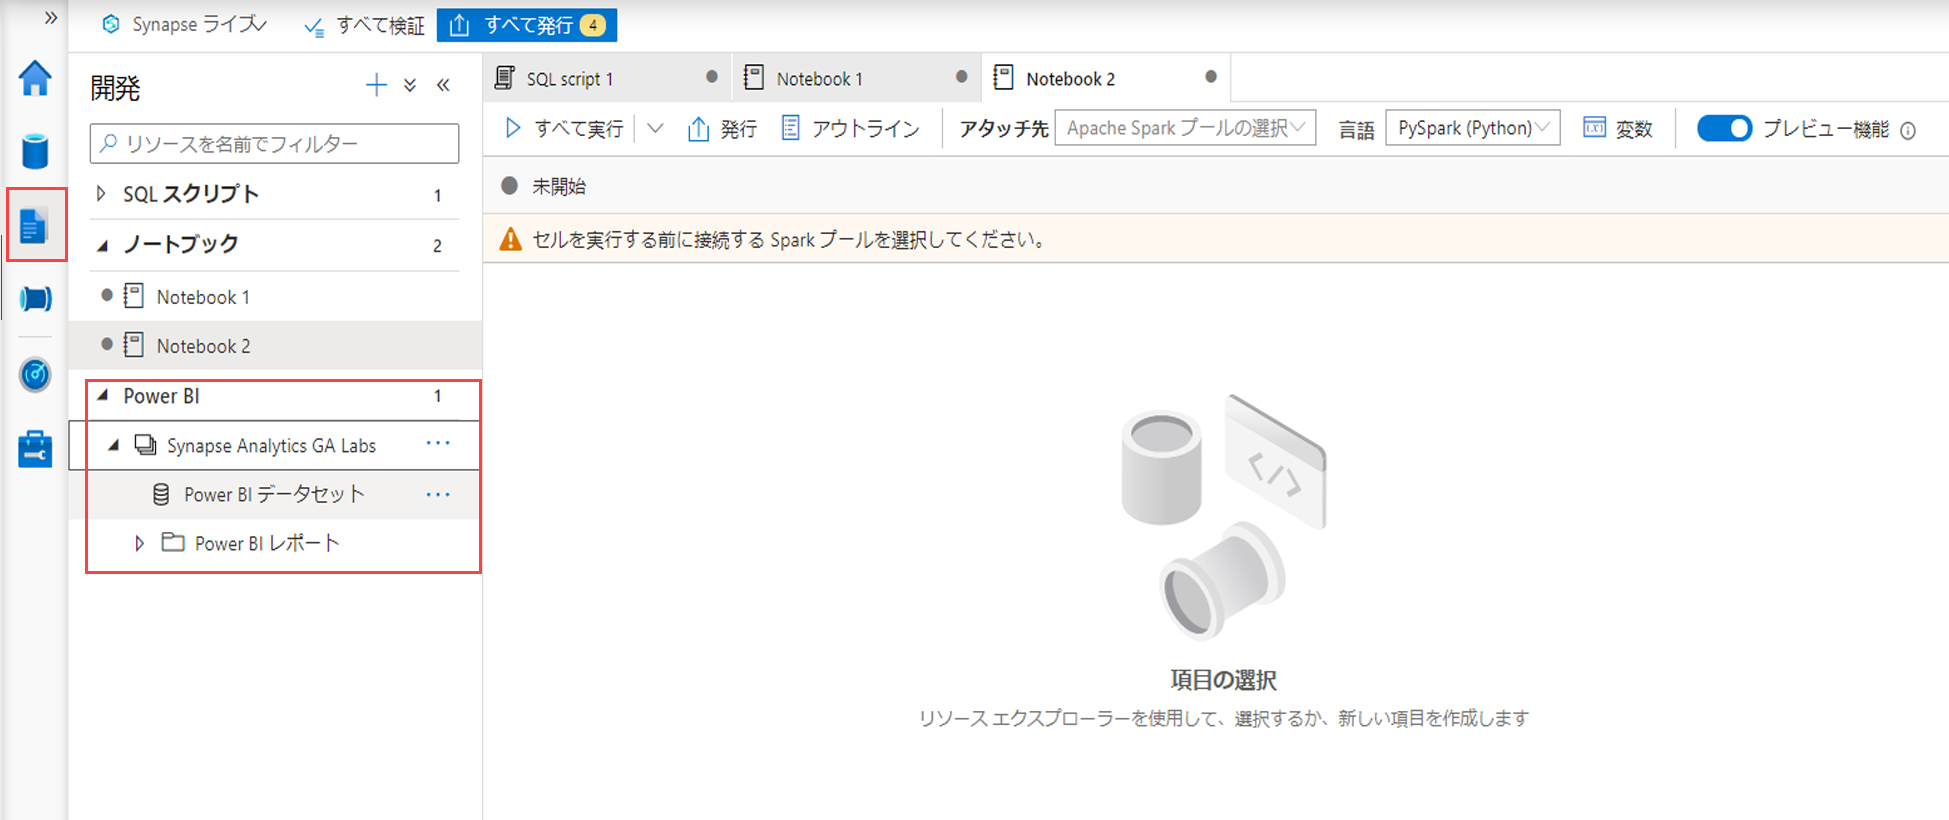 »
Synapse ライブ
すべて検証
すべて発行 4
開発
リソースを名前でフィルター
SQL スクリプト 1
ノートブック 2
Notebook 1
Notebook 2
Power BI 1
Synapse Analytics GA Labs ...
Power BI データセット ...
Power BI レポート
SQL script 1
Notebook 1
Notebook 2
すべて実行
発行
アウトライン
アタッチ先
Apache Spark プールの選択
言語
PySpark (Python)
変数
プレビュー機能
未開始
セルを実行する前に接続する Spark プールを選択してください。
項目の選択
リソース エクスプローラーを使用して、選択するか、新しい項目を作成します